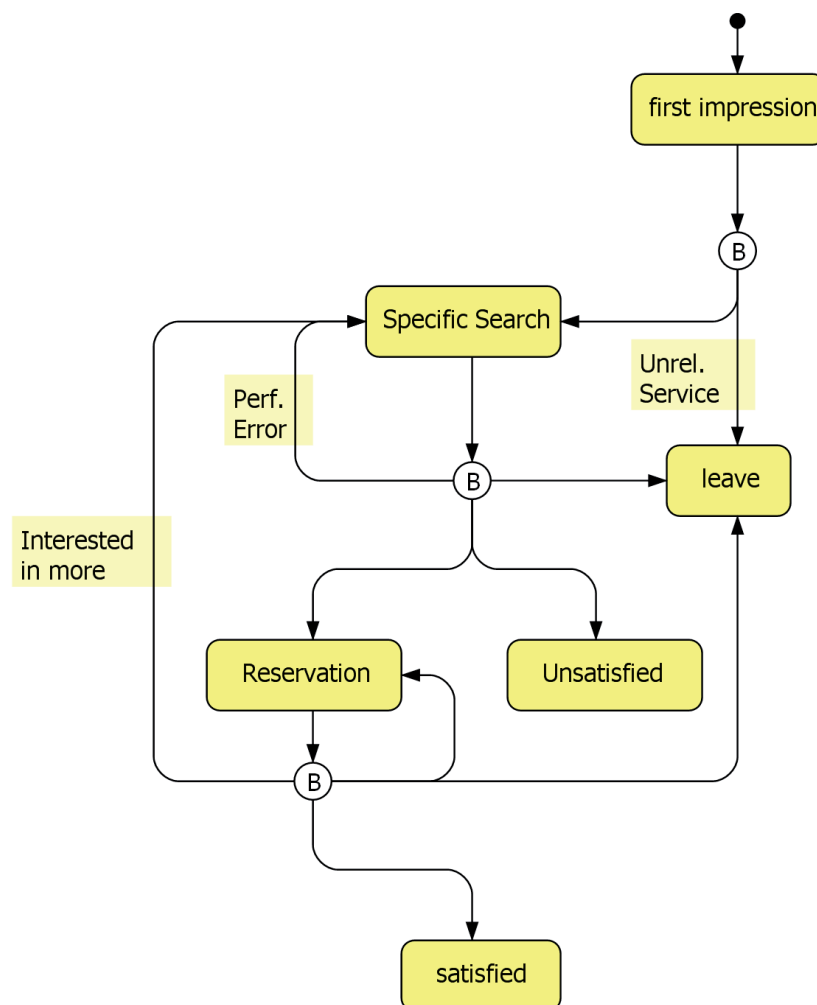 first impression
B
Specific Search
Unrel.
Service
Perf.
Error
B
leave
Interested
in more
Reservation
Unsatisfied
B
satisfied